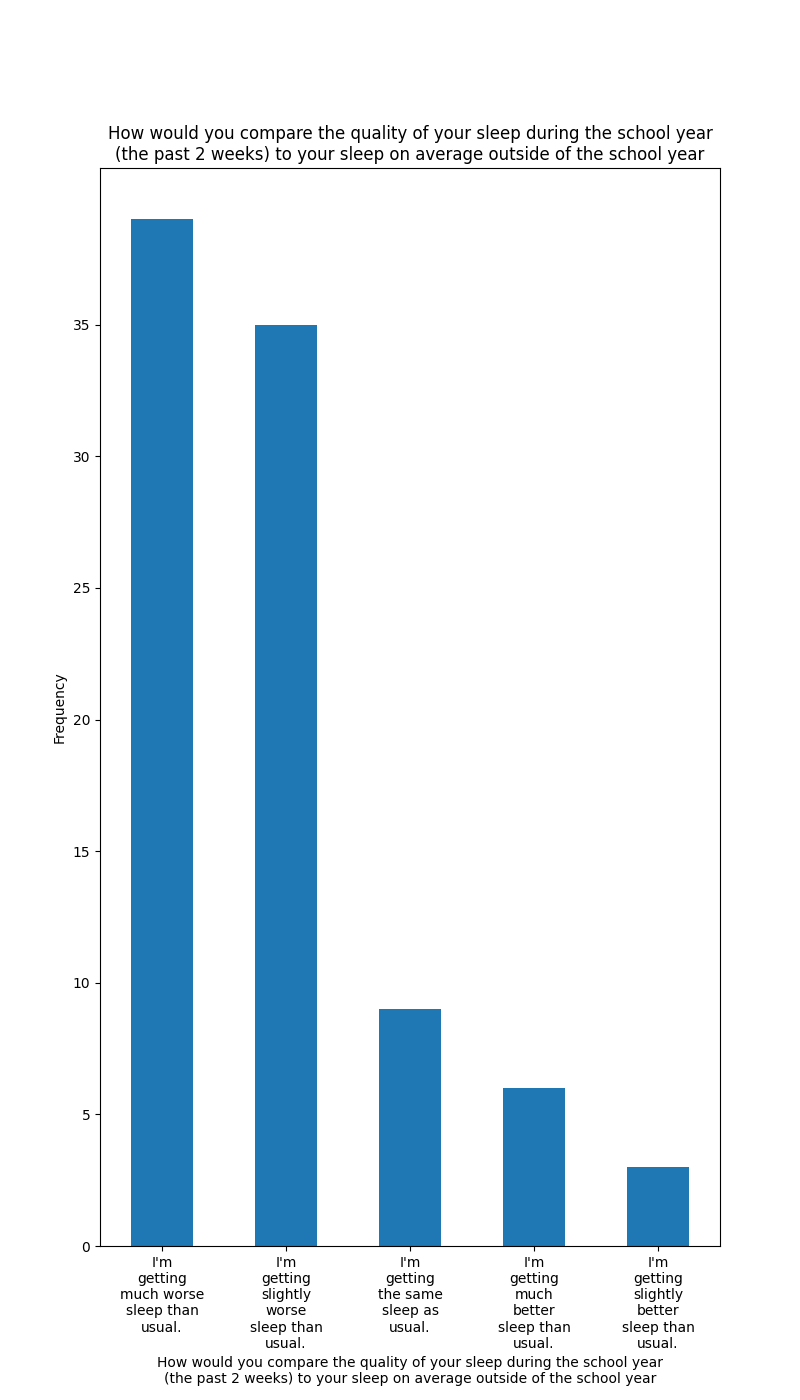 How would you compare the quality of your sleep during the school year
(the past 2 weeks) to your sleep on average outside of the school year
35
30
25
20
15
10
5
0
Frequency
I'm
getting
much worse
sleep than
usual.
I'm
getting
slightly
worse
sleep than
usual.
I'm
getting
the same
sleep as
usual.
I'm
getting
much
better
sleep than
usual.
I'm
getting
slightly
better
sleep than
usual.
How would you compare the quality of your sleep during the school year
(the past 2 weeks) to your sleep on average outside of the school year